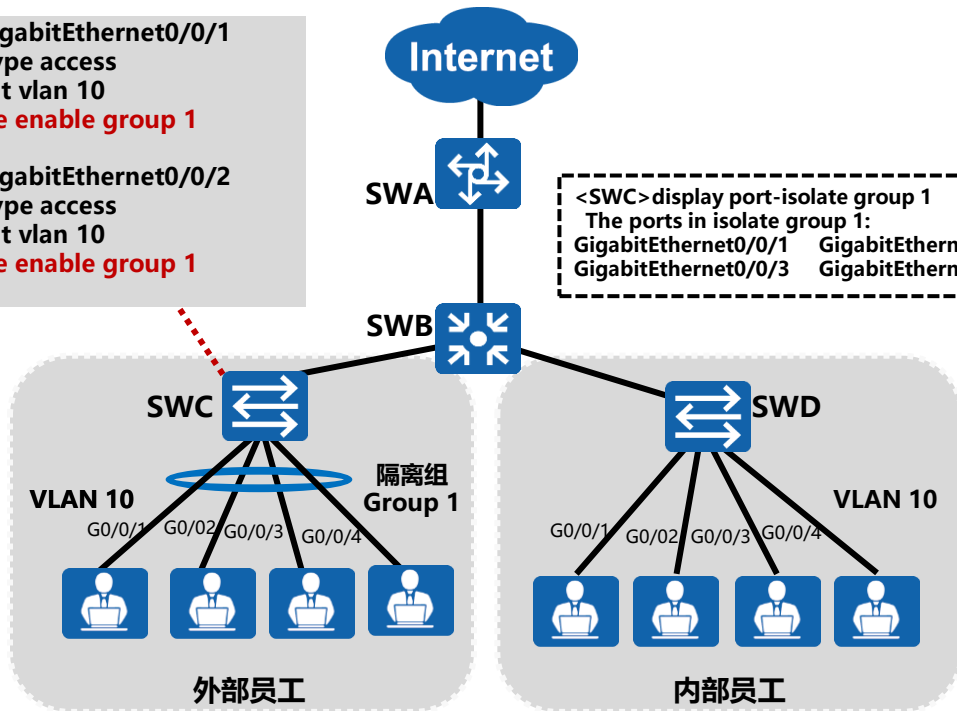 gabitEthernet0/0/1
ype access
t vlan 10
e enable group 1
gabitEthernet0/0/2
ype access
t vlan 10
e enable group 1
Internet
SWA
<SWC>display port-isolate group 1
The ports in isolate group 1:
GigabitEthernet0/0/1 GigabitEthern
GigabitEthernet0/0/3 GigabitEthern
SWB
SWC
SWD
隔离组
Group 1
VLAN 10
VLAN 10
G0/0/1
G0/02
G0/0/3
G0/0/4
G0/0/1
G0/02
G0/0/3
G0/0/4
外部员工
内部员工